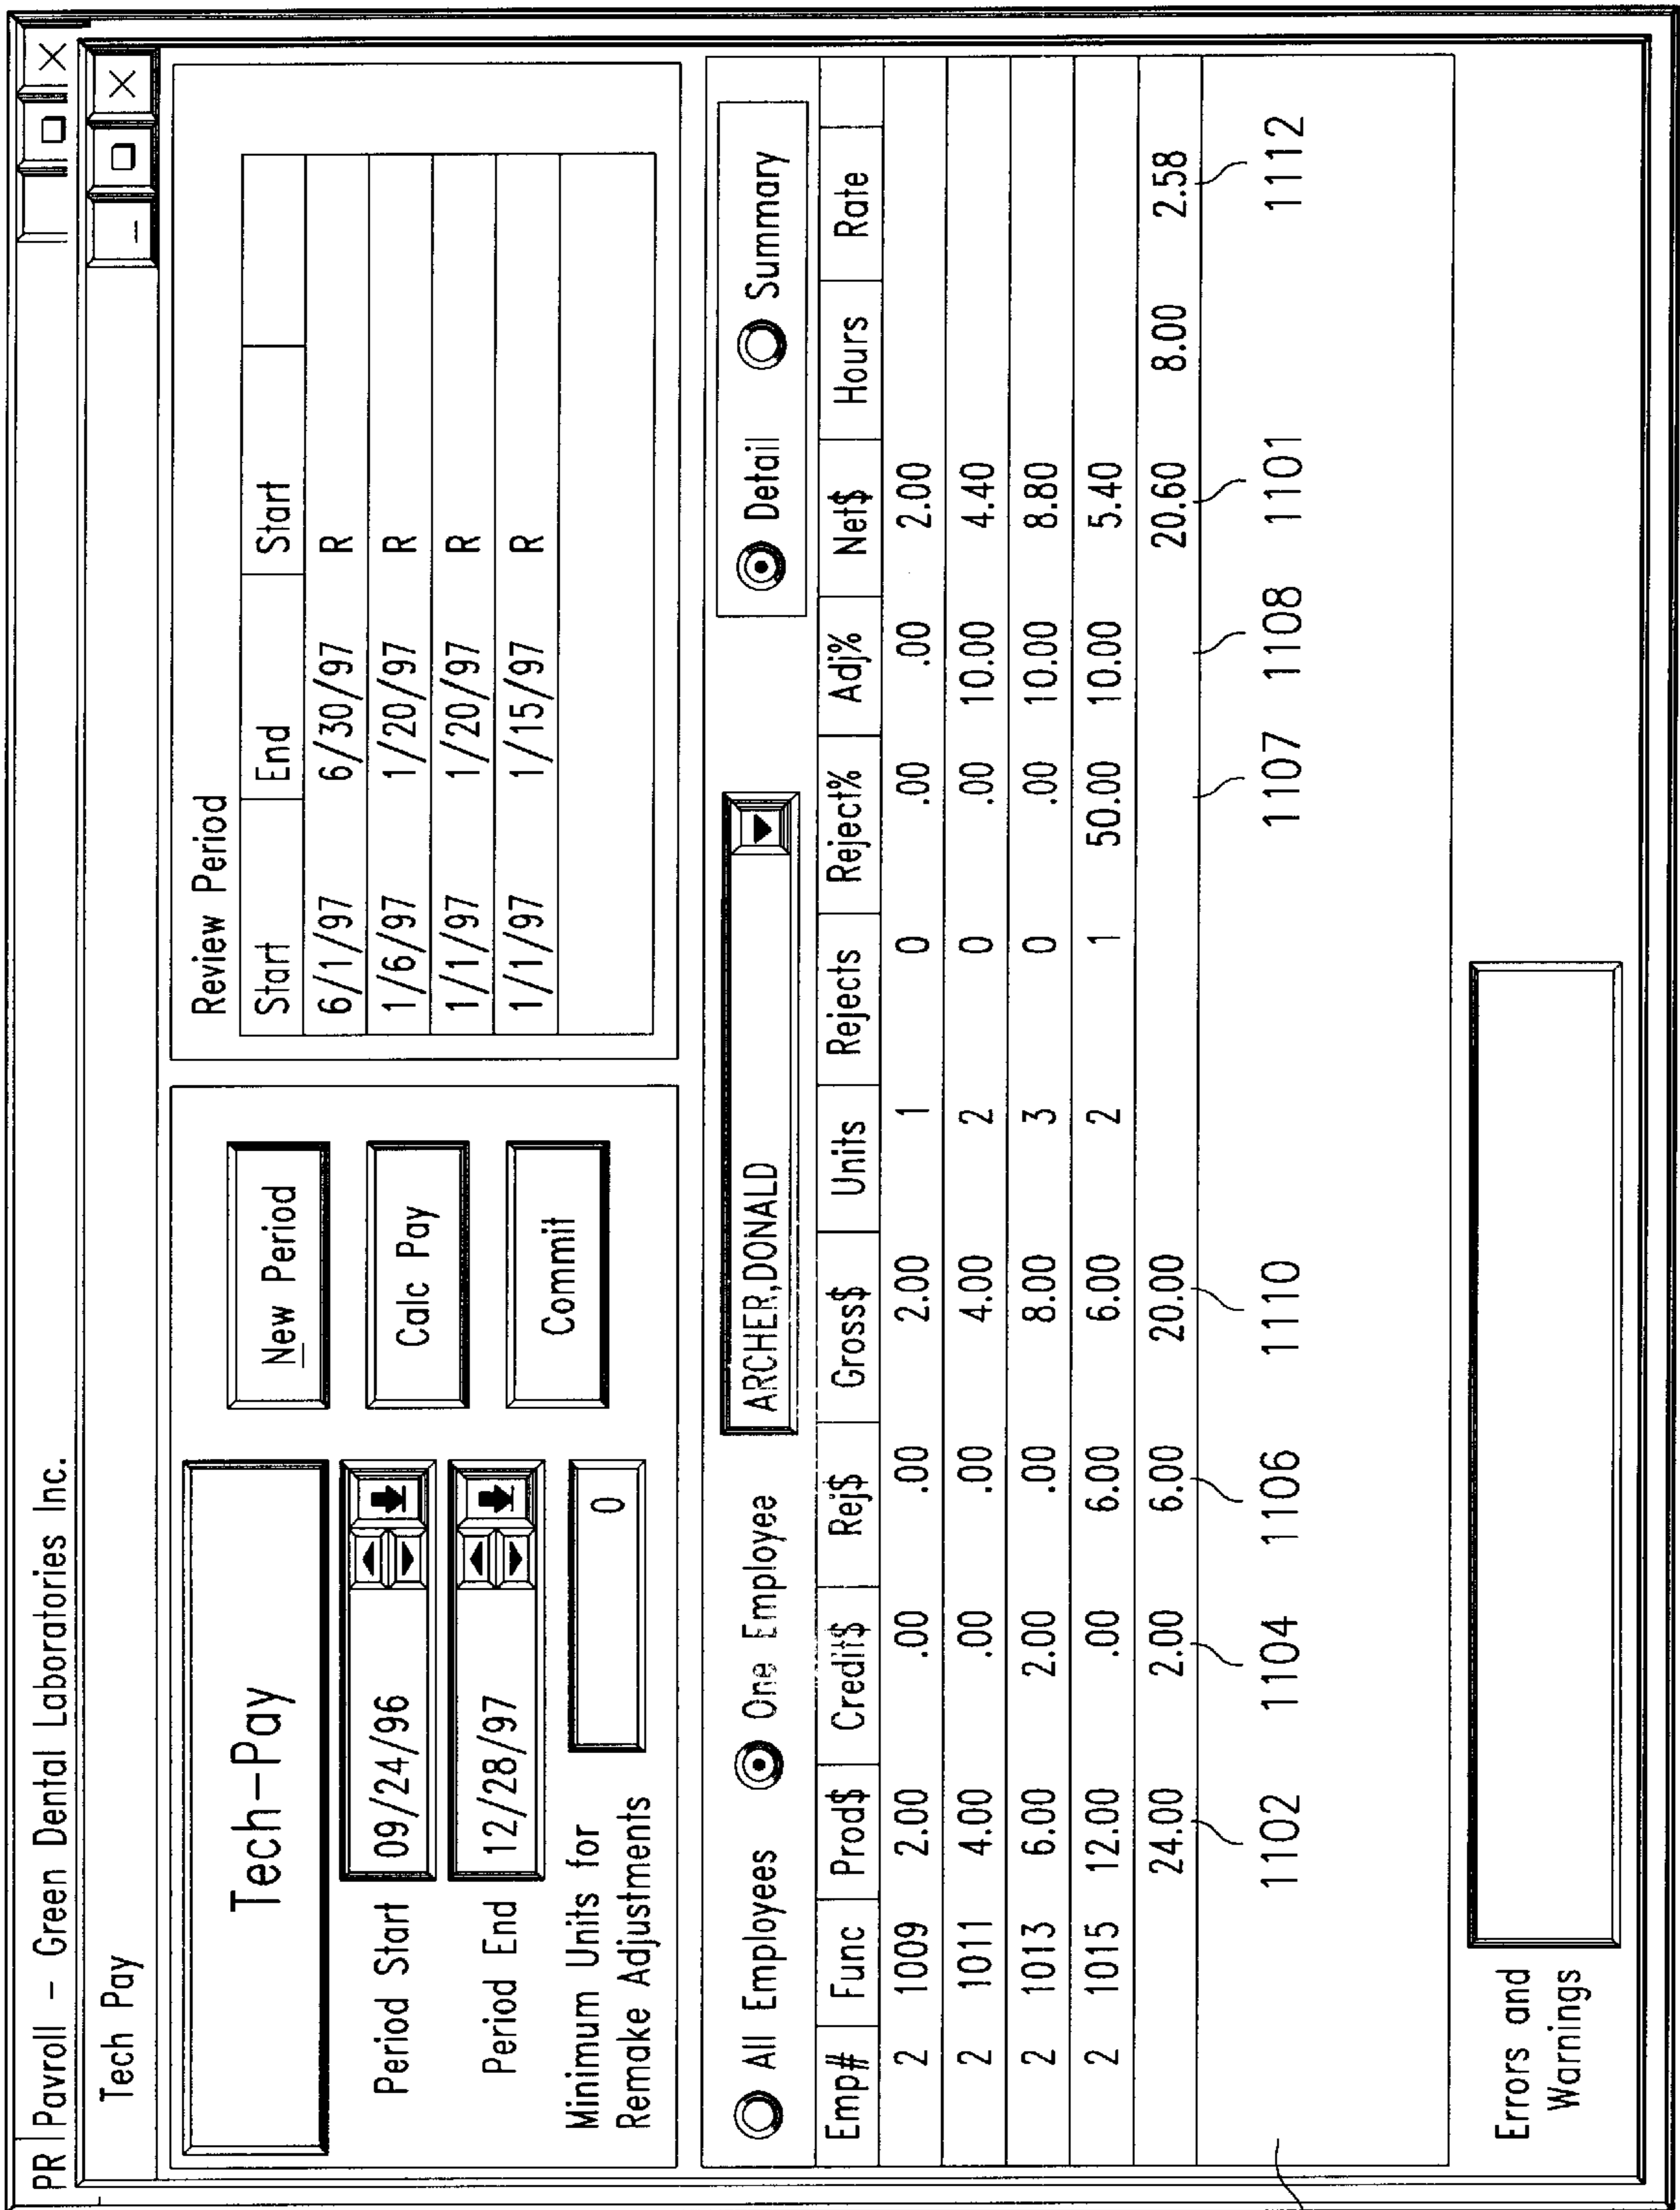 PR Pavroll - Green Dental Laboratories Inc.
Tech Pay
Tech-Pay
Period Start 09/24/96
Period End 12/28/97
Minimum Units for
Remake Adjustments 0
New Period
Calc Pay
Commit
Review Period
Start End Start
6/1/97 6/30/97 R
1/6/97 1/20/97 R
1/1/97 1/20/97 R
1/1/97 1/15/97 R
All Employees One Employee ARCHER,DONALD Detail Summary
Emp# Func Prod$ Credit$ Rej$ Gross$ Units Rejects Reject% Adj% Net$ Hours Rate
2 1009 2.00 .00 .00 2.00 1 0 .00 .00 2.00
2 1011 4.00 .00 .00 4.00 2 0 .00 10.00 4.40
2 1013 6.00 2.00 .00 8.00 3 0 .00 10.00 8.80
2 1015 12.00 .00 6.00 6.00 2 1 50.00 10.00 5.40
24.00 2.00 6.00 20.00 20.60 8.00 2.58
1102 1104 1106 1110 1107 1108 1101 1112
Errors and
Warnings